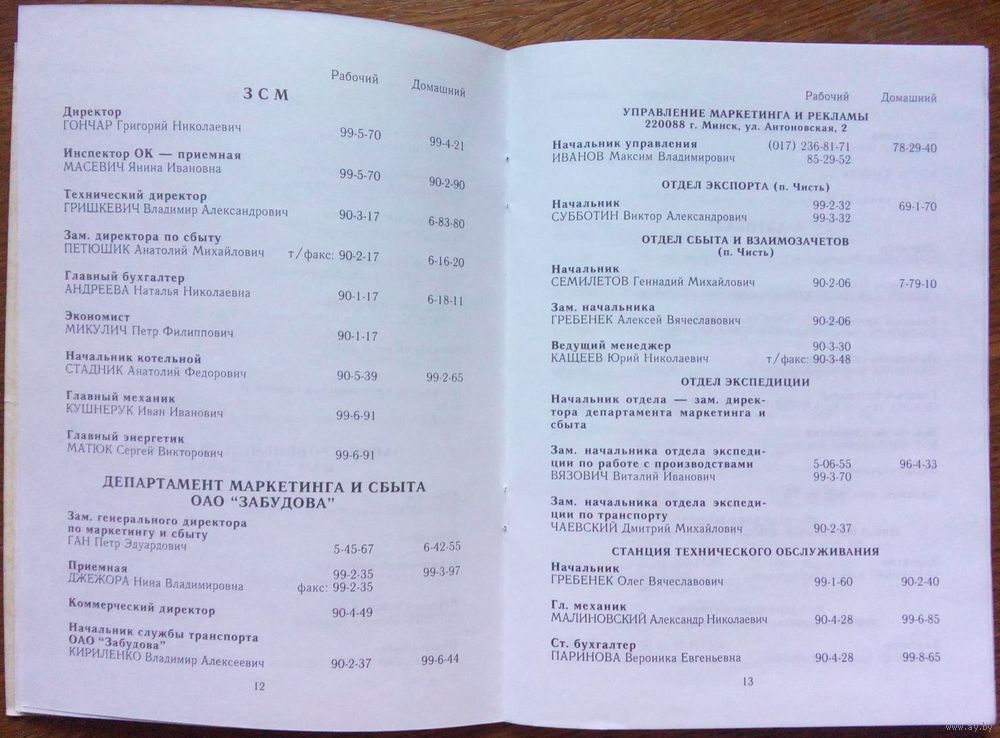 Рабочий Домашний
ЗСМ
Директор
ГОНЧАР Григорий Николаевич 99-5-70 99-4-21
Инспектор ОК — приемная
МАСЕВИЧ Янина Ивановна 99-5-70 90-2-90
Технический директор
ГРИШКЕВИЧ Владимир Александрович 90-3-17 6-83-80
Зам. директора по сбыту
ПЕТЮШИК Анатолий Михайлович т/факс: 90-2-17 6-16-20
Главный бухгалтер
АНДРЕЕВА Наталья Николаевна 90-1-17 6-18-11
Экономист
МИКУЛИЧ Петр Филиппович 90-1-17
Начальник котельной
СТАДНИК Анатолий Федорович 90-5-39 99-2-65
Главный механик
КУШНЕРУК Иван Иванович 99-6-91
Главный энергетик
МАТЮК Сергей Викторович 99-6-91
ДЕПАРТАМЕНТ МАРКЕТИНГА И СБЫТА
ОАО "ЗАБУДОВА"
Зам. генерального директора
по маркетингу и сбыту
ГАН Петр Эдуардович 5-45-67 6-42-55
Приемная 99-2-35 99-3-97
ДЖЕЖОРА Нина Владимировна факс: 99-2-35
Коммерческий директор 90-4-49
Начальник службы транспорта
ОАО "Забудова"
КИРИЛЕНКО Владимир Алексеевич 90-2-37 99-6-44
12
Рабочий Домашний
УПРАВЛЕНИЕ МАРКЕТИНГА И РЕКЛАМЫ
220088 г. Минск, ул. Антоновская, 2
Начальник управления (017) 236-81-71 78-29-40
ИВАНОВ Максим Владимирович 85-29-52
ОТДЕЛ ЭКСПОРТА (п. Чисть)
Начальник 99-2-32 69-1-70
СУББОТИН Виктор Александрович 99-3-32
ОТДЕЛ СБЫТА И ВЗАИМОЗАЧЕТОВ
(п. Чисть)
Начальник
СЕМИЛЕТОВ Геннадий Михайлович 90-2-06 7-79-10
Зам. начальника
ГРЕБЕНЕК Алексей Вячеславович 90-2-06
Ведущий менеджер 90-3-30
КАЩЕЕВ Юрий Николаевич т/факс: 90-3-48
ОТДЕЛ ЭКСПЕДИЦИИ
Начальник отдела — зам. дирек-
тора департамента маркетинга и
сбыта
Зам. начальника отдела экспеди-
ции по работе с производствами 5-06-55 96-4-33
ВЯЗОВИЧ Виталий Иванович 99-3-70
Зам. начальника отдела экспеди-
ции по транспорту
ЧАЕВСКИЙ Дмитрий Михайлович 90-2-37
СТАНЦИЯ ТЕХНИЧЕСКОГО ОБСЛУЖИВАНИЯ
Начальник
ГРЕБЕНЕК Олег Вячеславович 99-1-60 90-2-40
Гл. механик
МАЛИНОВСКИЙ Александр Николаевич 90-4-28 99-6-85
Ст. бухгалтер
ПАРИНОВА Вероника Евгеньевна 90-4-28 99-8-65
13
www.ay.by